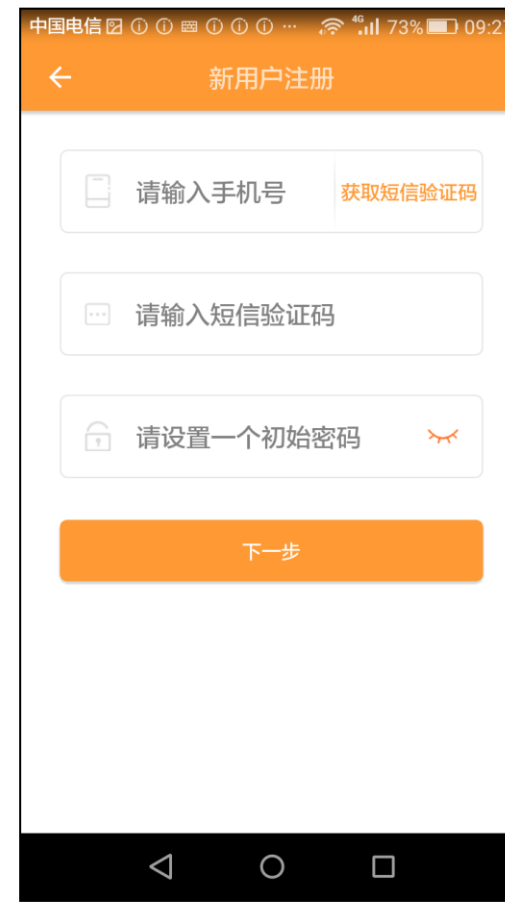 中国电信 4G 73% 09:27
新用户注册
请输入手机号 获取短信验证码
请输入短信验证码
请设置一个初始密码
下一步